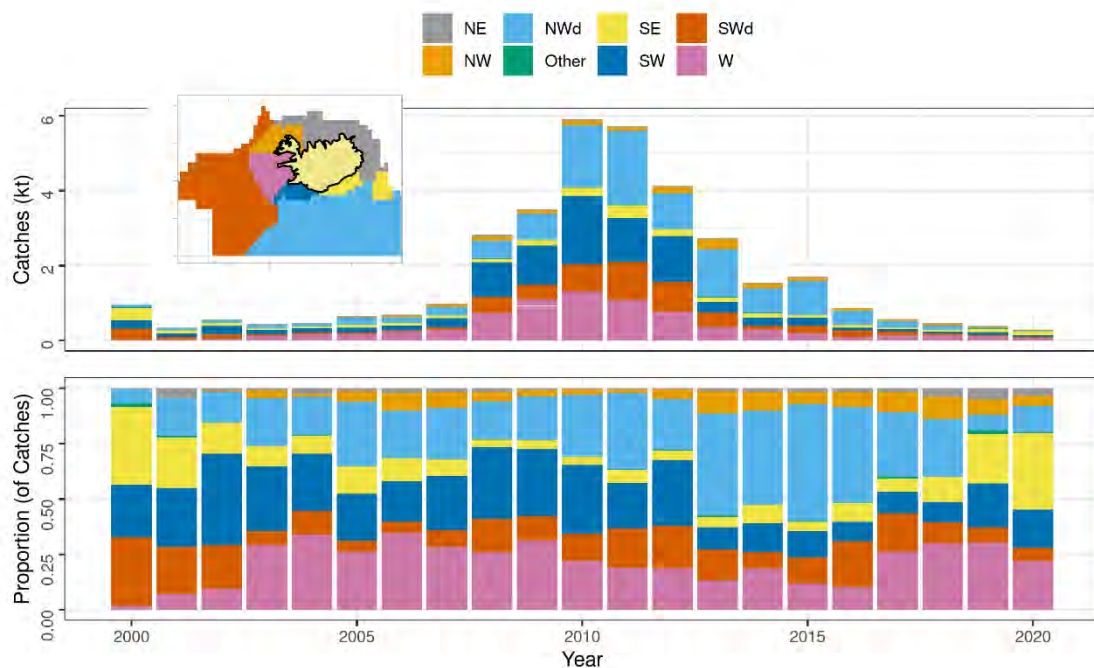 NE NWd SE SWd
NW Other SW W
Catches (kt)
6
4
2
0
Proportion (of Catches)
1.00
0.75
0.50
0.25
0.00
2000 2005 2010 2015 2020
Year